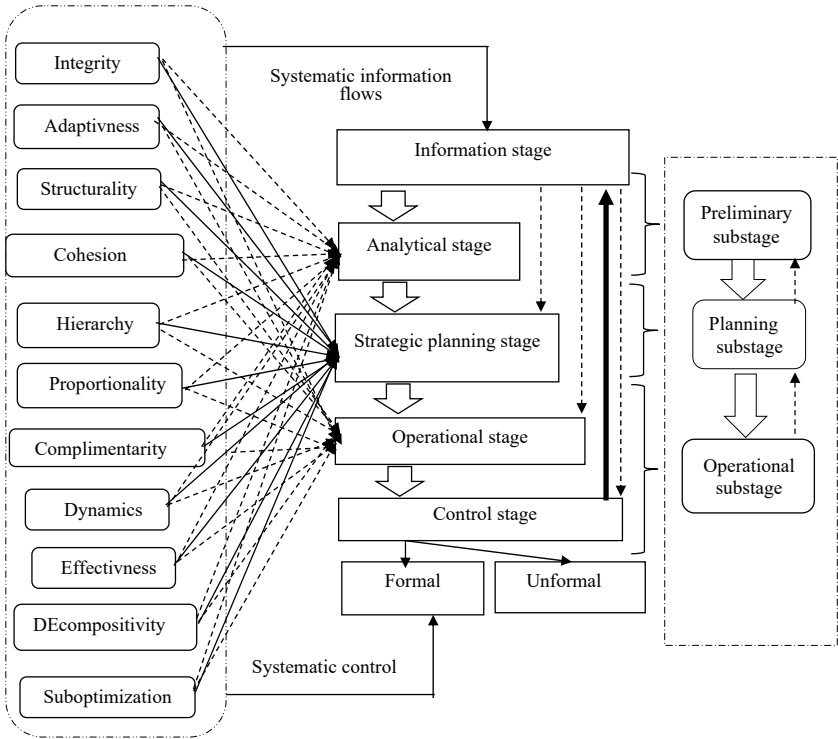 Integrity
Adaptivness
Structurality
Cohesion
Hierarchy
Proportionality
Complimentarity
Dynamics
Effectivness
DEcompositivity
Suboptimization
Systematic information
flows
Information stage
Analytical stage
Strategic planning stage
Operational stage
Control stage
Formal
Unformal
Systematic control
Preliminary
substage
Planning
substage
Operational
substage